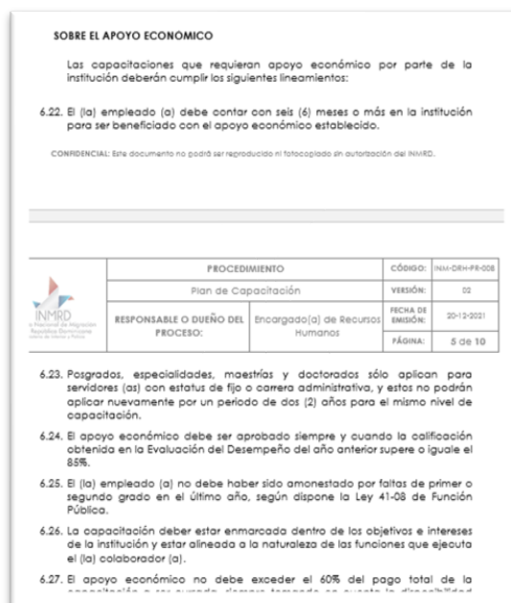 SOBRE EL APOYO ECONOMICO
Las capacitaciones que requieran apoyo económico por parte de la
institución deberán cumplir los siguientes lineamientos:
6.22. El (la) empleado (a) debe contar con seis (6) meses o más en la institución
para ser beneficiado con el apoyo económico establecido.
CONFIDENCIAL: Este documento no podrá ser reproducido ni fotocopiado sin autorización del INMRD.
PROCEDIMIENTO
CÓDIGO: INM-DRH-PR-008
Plan de Capacitación
VERSIÓN: 02
INMRD
o Nacional de Migración
República Dominicana
RESPONSABLE O DUEÑO DEL
PROCESO:
Encargado(a) de Recursos
Humanos
FECHA DE
EMISIÓN:
20-12-2021
PÁGINA: 5 de 10
6.23. Posgrados, especialidades, maestrías y doctorados sólo aplican para
servidores (as) con estatus de fijo o carrera administrativa, y estos no podrán
aplicar nuevamente por un periodo de dos (2) años para el mismo nivel de
capacitación.
6.24. El apoyo económico debe ser aprobado siempre y cuando la calificación
obtenida en la Evaluación del Desempeño del año anterior supere o iguale el
85%.
6.25. El (la) empleado (a) no debe haber sido amonestado por faltas de primer o
segundo grado en el último año, según dispone la Ley 41-08 de Función
Pública.
6.26. La capacitación deber estar enmarcada dentro de los objetivos e intereses
de la institución y estar alineada a la naturaleza de las funciones que ejecuta
el (la) colaborador (a).
6.27. El apoyo económico no debe exceder el 60% del pago total de la